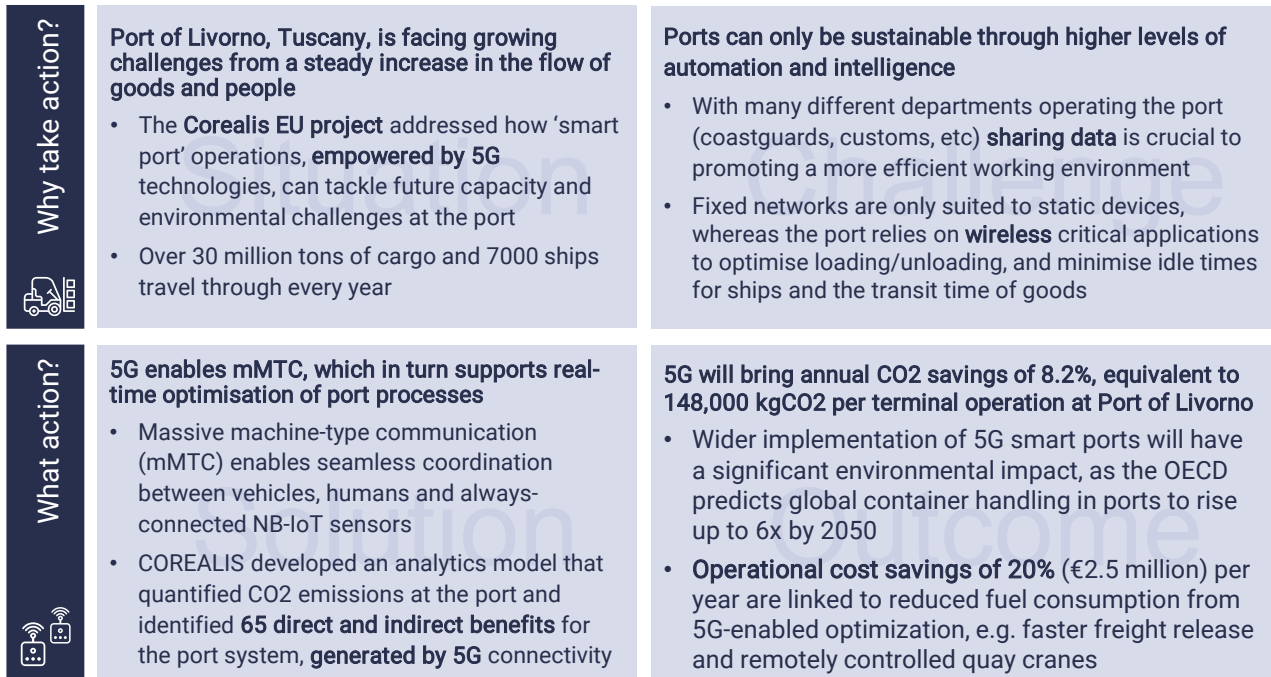 Why take action?
Port of Livorno, Tuscany, is facing growing
challenges from a steady increase in the flow of
goods and people
• The Corealis EU project addressed how ‘smart
port’ operations, empowered by 5G
technologies, can tackle future capacity and
environmental challenges at the port
• Over 30 million tons of cargo and 7000 ships
travel through every year
Situation
Ports can only be sustainable through higher levels of
automation and intelligence
• With many different departments operating the port
(coastguards, customs, etc) sharing data is crucial to
promoting a more efficient working environment
• Fixed networks are only suited to static devices,
whereas the port relies on wireless critical applications
to optimise loading/unloading, and minimise idle times
for ships and the transit time of goods
Challenge
What action?
5G enables mMTC, which in turn supports real-
time optimisation of port processes
• Massive machine-type communication
(mMTC) enables seamless coordination
between vehicles, humans and always-
connected NB-IoT sensors
• COREALIS developed an analytics model that
quantified CO2 emissions at the port and
identified 65 direct and indirect benefits for
the port system, generated by 5G connectivity
Solution
5G will bring annual CO2 savings of 8.2%, equivalent to
148,000 kgCO2 per terminal operation at Port of Livorno
• Wider implementation of 5G smart ports will have
a significant environmental impact, as the OECD
predicts global container handling in ports to rise
up to 6x by 2050
• Operational cost savings of 20% (€2.5 million) per
year are linked to reduced fuel consumption from
5G-enabled optimization, e.g. faster freight release
and remotely controlled quay cranes
Outcome